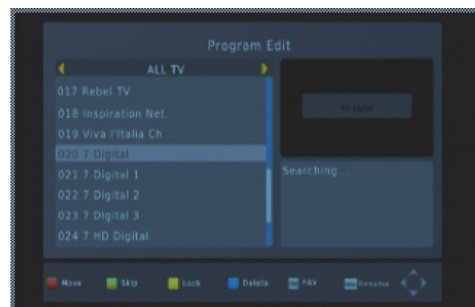 Program Edit
ALL TV
017 Rebel TV
018 Inspiration Net.
019 Viva l'Italia Ch
020 7 Digital
021 7 Digital 1
022 7 Digital 2
023 7 Digital 3
024 7 HD Digital
No signal
Searching...
Move Skip Lock Delete FAV Rename